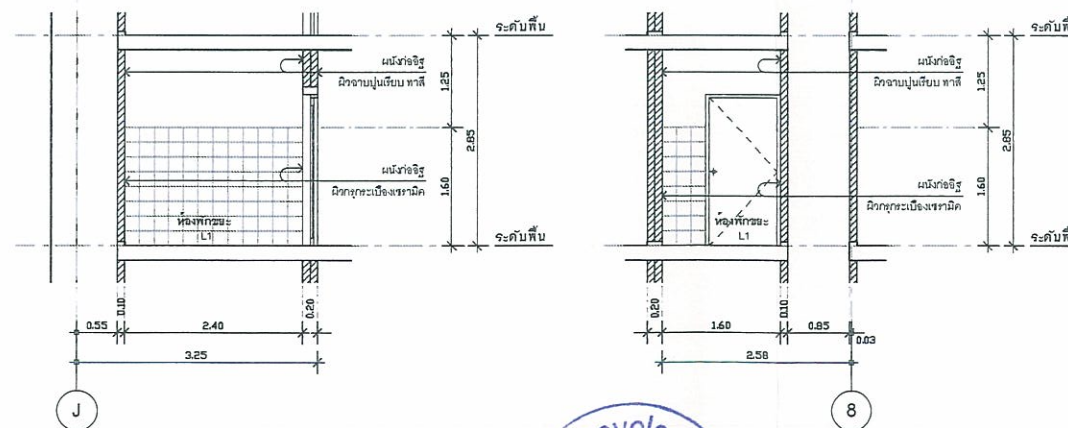 ระดับพื้น
ผนังก่ออิฐ
ผิวฉาบปูนเรียบ ทาสี
1.25
2.85
ผนังก่ออิฐ
ผิวกรุกระเบื้องเซรามิค
1.60
ห้องพักขยะ
L1
ระดับพื้น
0.10
0.20
0.55
2.40
3.25
J
ระดับพื้
ผนังก่ออิฐ
ผิวฉาบปูนเรียบ ทาสี
1.25
2.85
ผนังก่ออิฐ
ผิวกรุกระเบื้องเซรามิค
1.60
ห้องพักขยะ
L1
ระดับพื้
0.20
0.10
1.60
0.85
0.03
2.58
8